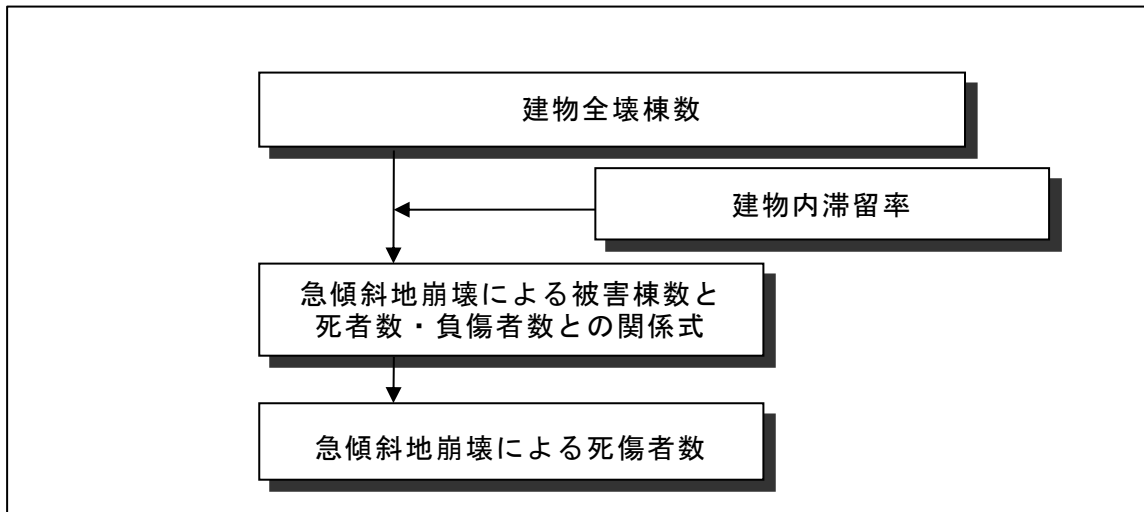 建物全壊棟数
建物内滞留率
急傾斜地崩壊による被害棟数と
死者数・負傷者数との関係式
急傾斜地崩壊による死傷者数